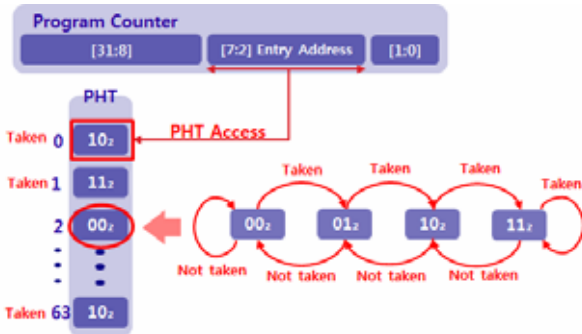 Program Counter
[31:8] [7:2] Entry Address [1:0]
PHT
Taken 0 10₂ PHT Access
Taken 1 11₂
2 00₂
Taken 63 10₂
Taken Taken Taken Taken
00₂ 01₂ 10₂ 11₂
Not taken Not taken Not taken Not taken